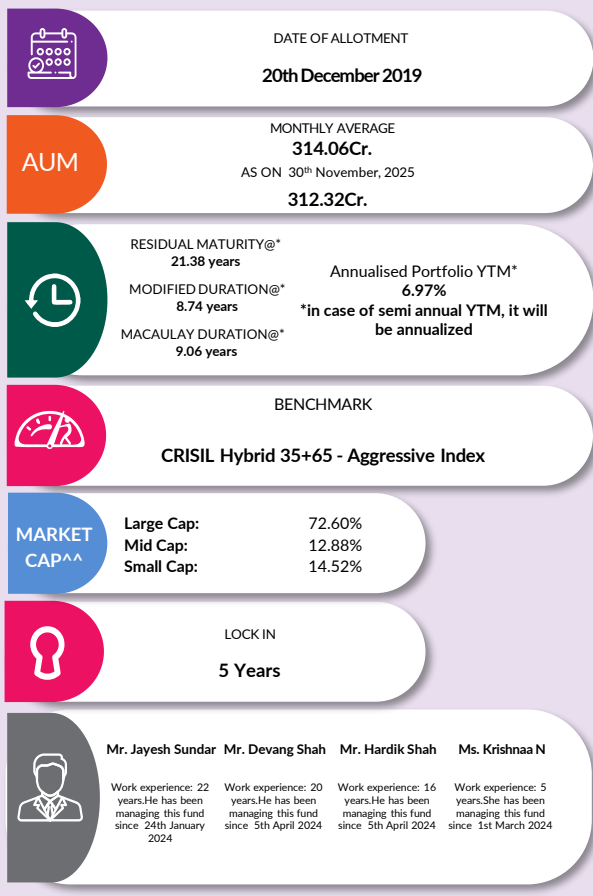 DATE OF ALLOTMENT
20th December 2019
AUM
MONTHLY AVERAGE
314.06Cr.
AS ON 30th November, 2025
312.32Cr.
RESIDUAL MATURITY@*
21.38 years
MODIFIED DURATION@*
8.74 years
MACAULAY DURATION@*
9.06 years
Annualised Portfolio YTM*
6.97%
*in case of semi annual YTM, it will
be annualized
BENCHMARK
CRISIL Hybrid 35+65 - Aggressive Index
MARKET
CAP^^
Large Cap: 72.60%
Mid Cap: 12.88%
Small Cap: 14.52%
LOCK IN
5 Years
Mr. Jayesh Sundar
Work experience: 22
years.He has been
managing this fund
since 24th January
2024
Mr. Devang Shah
Work experience: 20
years.He has been
managing this fund
since 5th April 2024
Mr. Hardik Shah
Work experience: 16
years.He has been
managing this fund
since 5th April 2024
Ms. Krishnaa N
Work experience: 5
years.She has been
managing this fund
since 1st March 2024